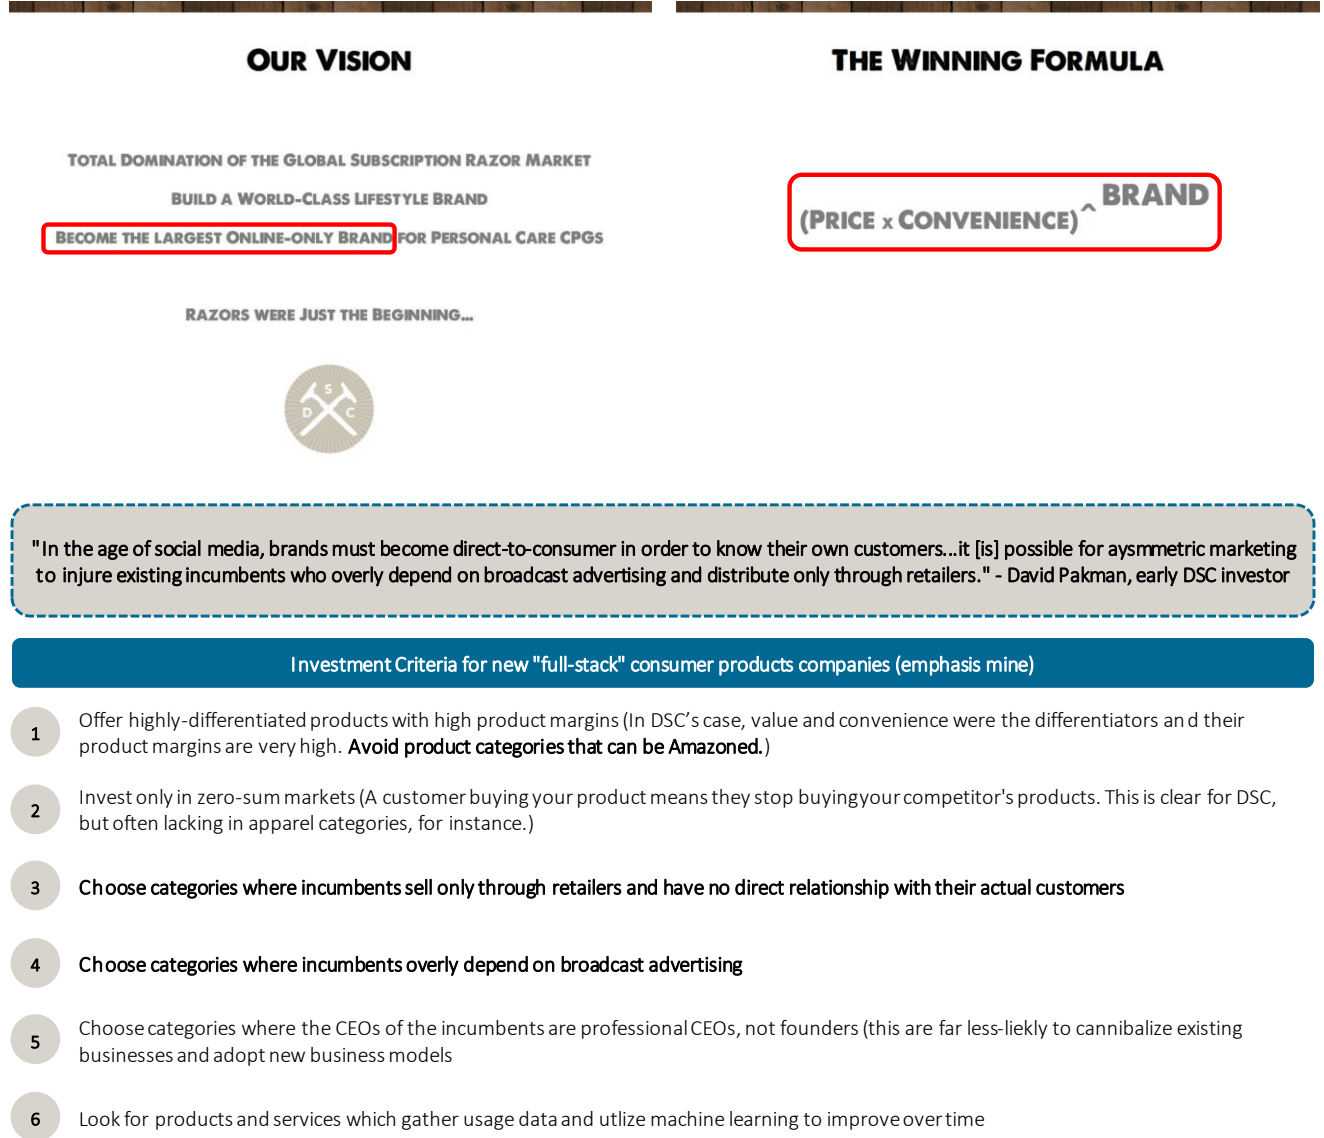 OUR VISION
TOTAL DOMINATION OF THE GLOBAL SUBSCRIPTION RAZOR MARKET
BUILD A WORLD-CLASS LIFESTYLE BRAND
BECOME THE LARGEST ONLINE-ONLY BRAND FOR PERSONAL CARE CPGS
RAZORS WERE JUST THE BEGINNING...
S
D C
THE WINNING FORMULA
(PRICE X CONVENIENCE)^BRAND
"In the age of social media, brands must become direct-to-consumer in order to know their own customers...it [is] possible for aysmmetric marketing
to injure existing incumbents who overly depend on broadcast advertising and distribute only through retailers." - David Pakman, early DSC investor
Investment Criteria for new "full-stack" consumer products companies (emphasis mine)
1 Offer highly-differentiated products with high product margins (In DSC's case, value and convenience were the differentiators and their
product margins are very high. Avoid product categories that can be Amazoned.)
2 Invest only in zero-sum markets (A customer buying your product means they stop buying your competitor's products. This is clear for DSC,
but often lacking in apparel categories, for instance.)
3 Choose categories where incumbents sell only through retailers and have no direct relationship with their actual customers
4 Choose categories where incumbents overly depend on broadcast advertising
5 Choose categories where the CEOs of the incumbents are professional CEOs, not founders (this are far less-liekly to cannibalize existing
businesses and adopt new business models
6 Look for products and services which gather usage data and utlize machine learning to improve over time